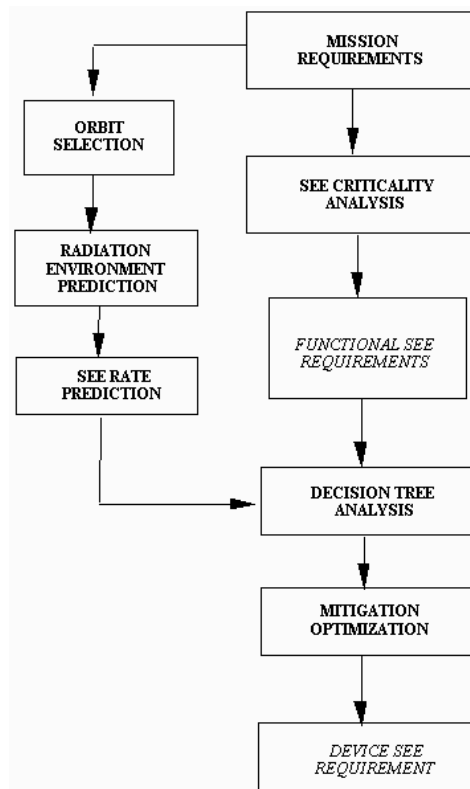 MISSION
REQUIREMENTS
ORBIT
SELECTION
SEE CRITICALITY
ANALYSIS
RADIATION
ENVIRONMENT
PREDICTION
FUNCTIONAL SEE
REQUIREMENTS
SEE RATE
PREDICTION
DECISION TREE
ANALYSIS
MITIGATION
OPTIMIZATION
DEVICE SEE
REQUIREMENT